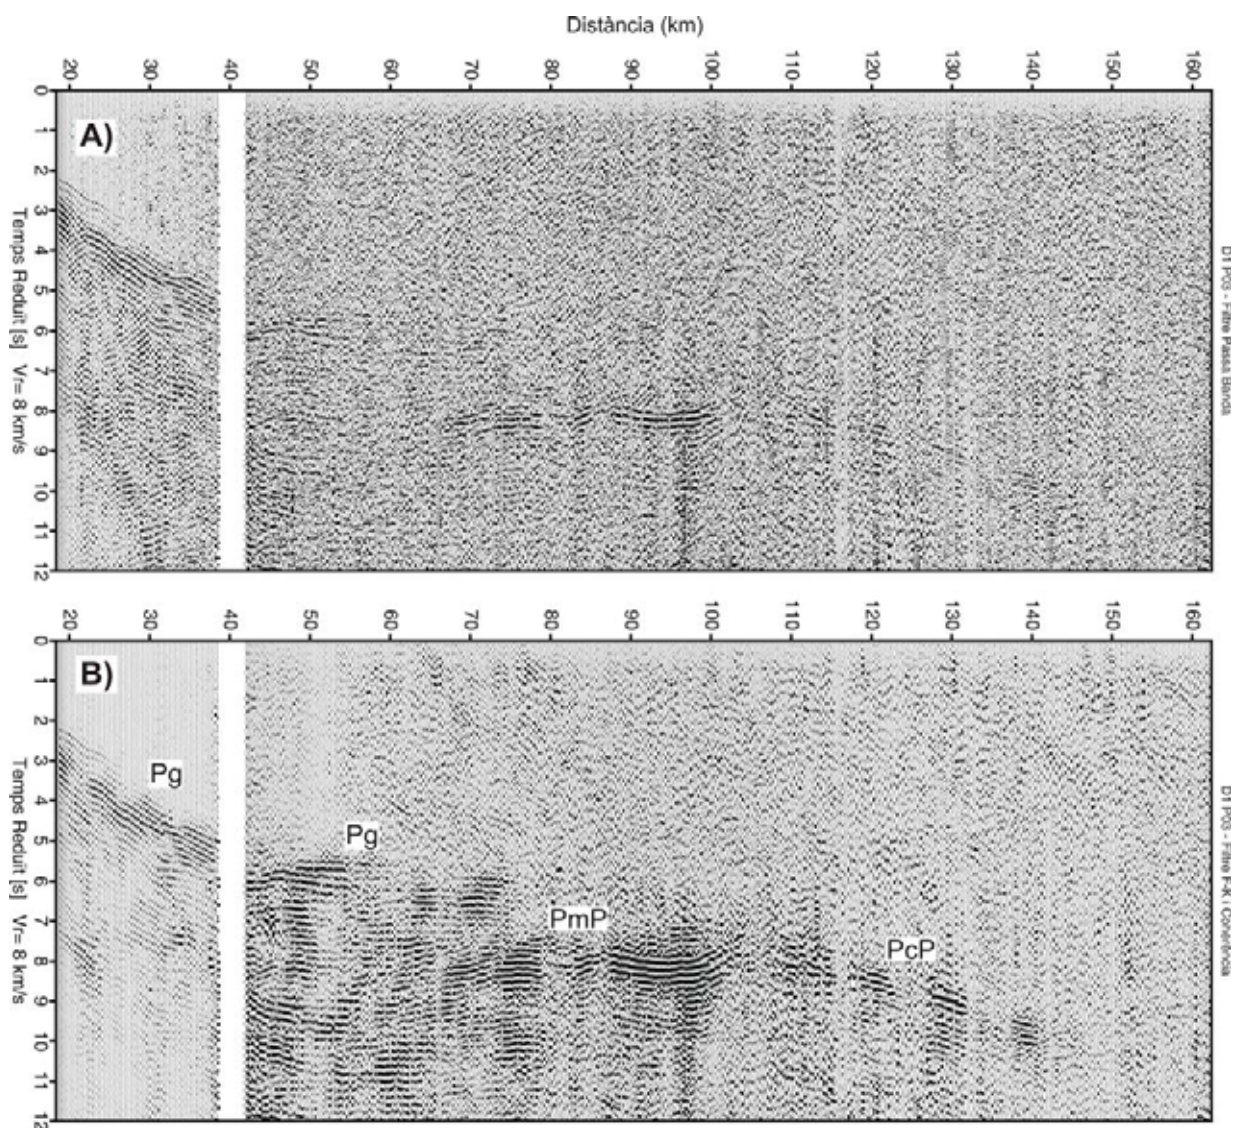 Distància (km)
20 30 40 50 60 70 80 90 100 110 120 130 140 150 160
0
1
2
3
4
5
6
7
8
9
10
11
12
A)
Temps Reduit [s] Vr= 8 km/s
D1 P03 - Filtre Passa Banda
20 30 40 50 60 70 80 90 100 110 120 130 140 150 160
0
1
2
3
4
5
6
7
8
9
10
11
12
B)
Pg
Pg
PmP
PcP
Temps Reduit [s] Vr= 8 km/s
D1 P03 - Filtre F-K i Coherència